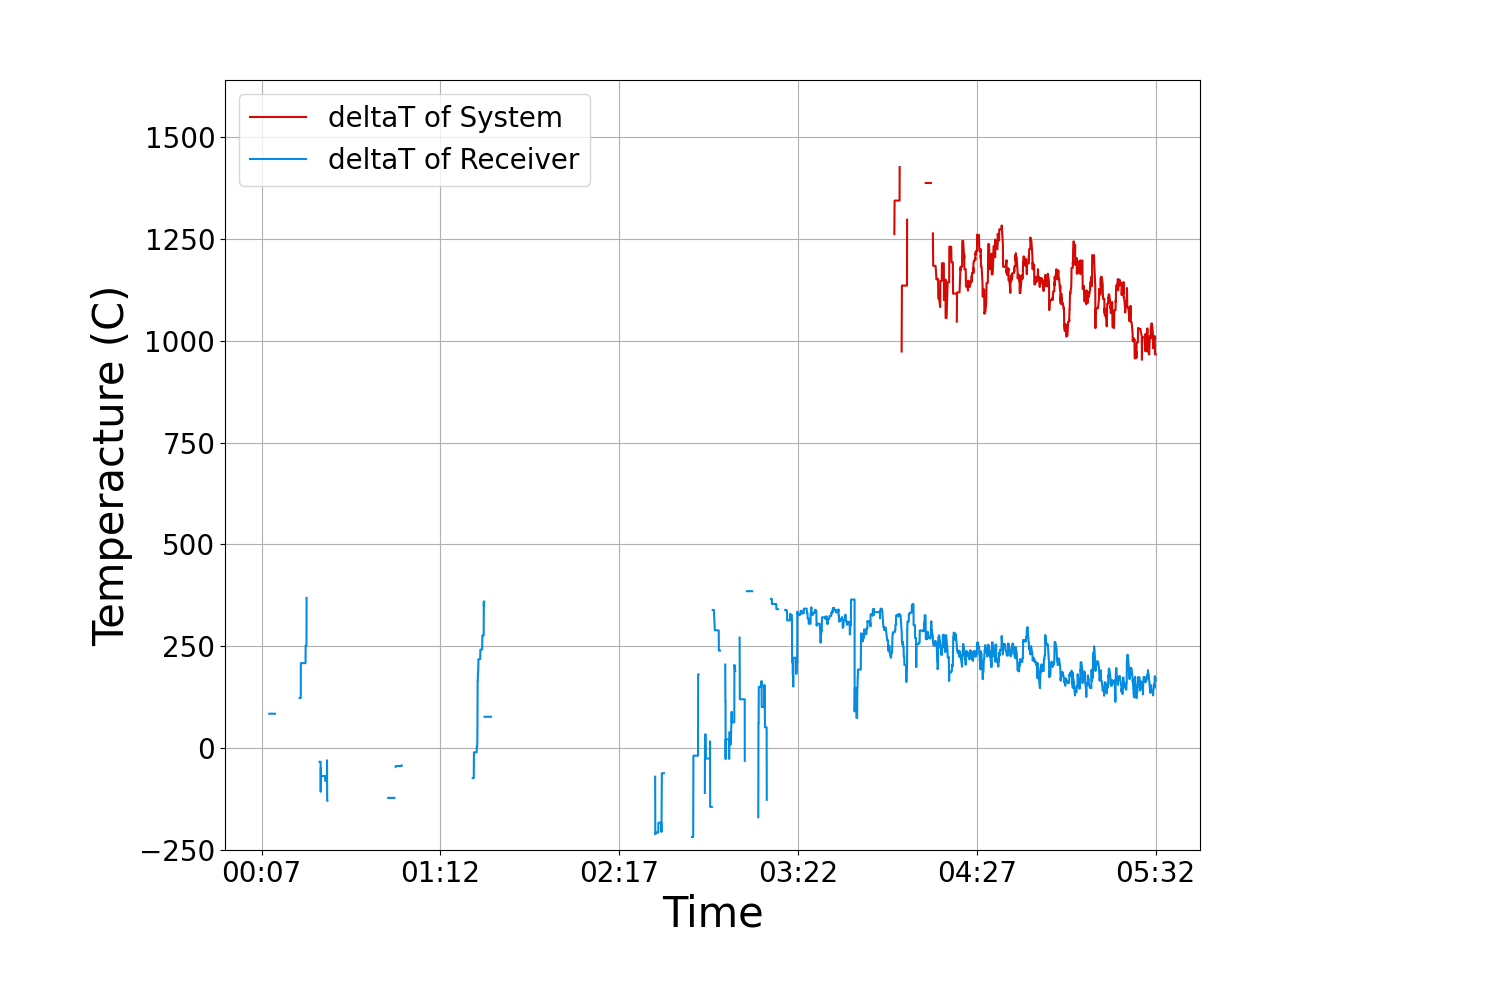 deltaT of System
deltaT of Receiver
1500
1250
1000
750
500
250
0
−250
Temperacture (C)
00:07 01:12 02:17 03:22 04:27 05:32
Time